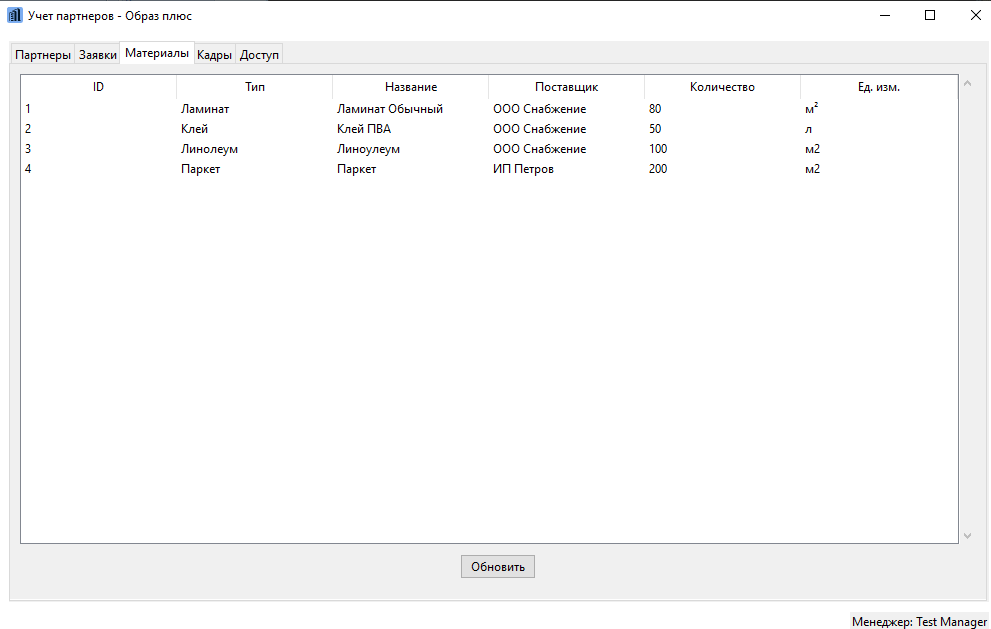 Учет партнеров - Образ плюс
Партнеры Заявки Материалы Кадры Доступ
ID Тип Название Поставщик Количество Ед. изм.
1 Ламинат Ламинат Обычный ООО Снабжение 80 м²
2 Клей Клей ПВА ООО Снабжение 50 л
3 Линолеум Линоулеум ООО Снабжение 100 м2
4 Паркет Паркет ИП Петров 200 м2
Обновить
Менеджер: Test Manager